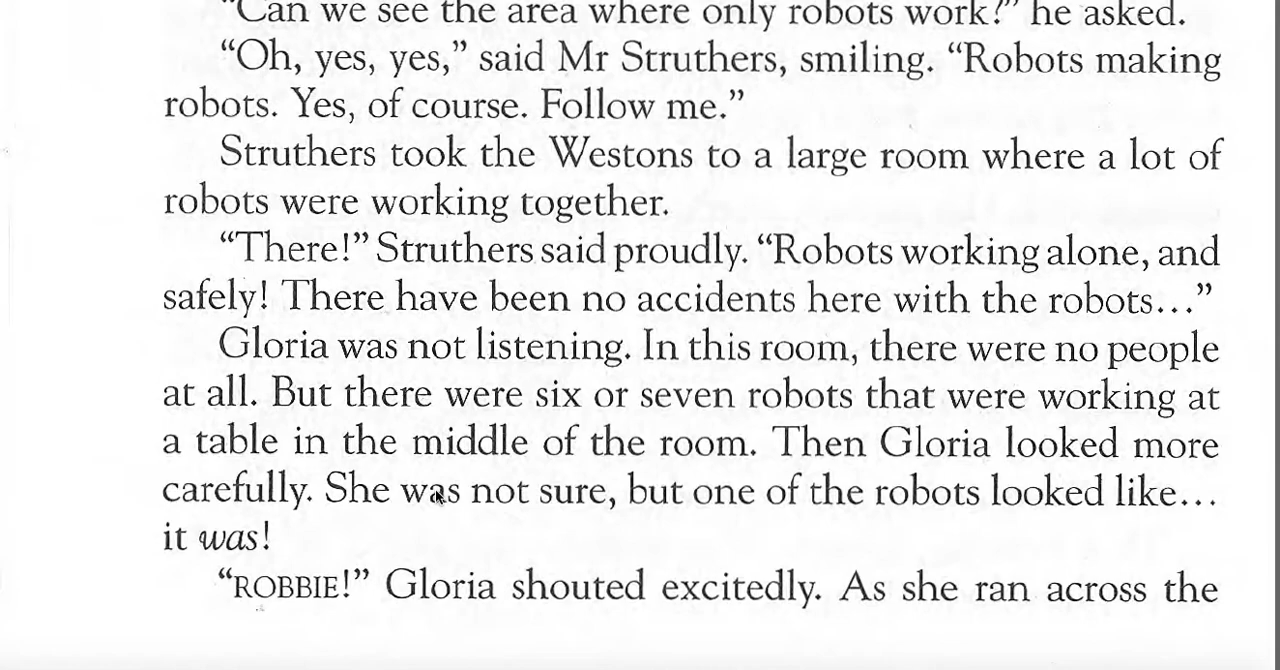 “Can we see the area where only robots work?” he asked.
“Oh, yes, yes,” said Mr Struthers, smiling. “Robots making
robots. Yes, of course. Follow me.”
Struthers took the Westons to a large room where a lot of
robots were working together.
“There!” Struthers said proudly. “Robots working alone, and
safely! There have been no accidents here with the robots…”
Gloria was not listening. In this room, there were no people
at all. But there were six or seven robots that were working at
a table in the middle of the room. Then Gloria looked more
carefully. She was not sure, but one of the robots looked like…
it was!
“ROBBIE!” Gloria shouted excitedly. As she ran across the